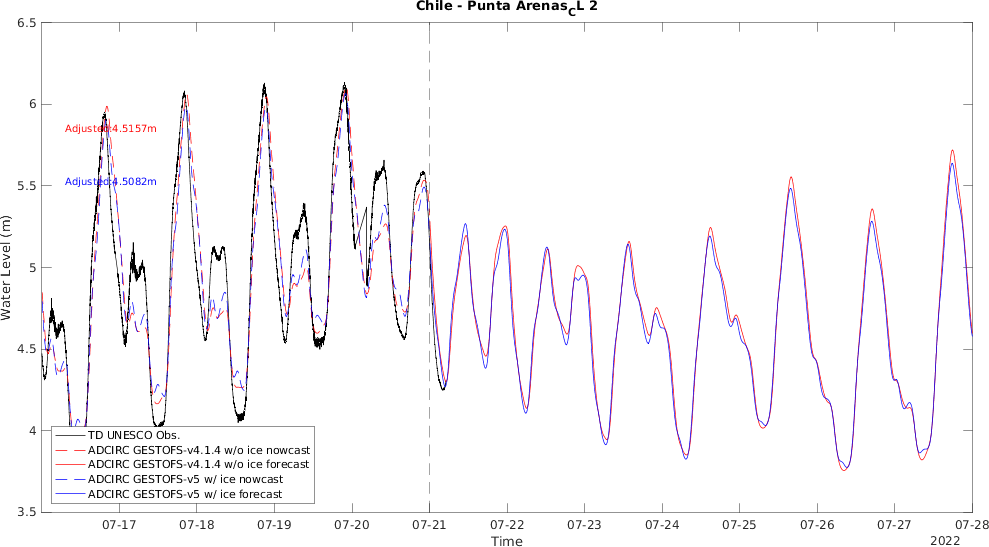 Chile - Punta Arenas_CL 2
6.5
6
5.5
5
4.5
4
3.5
Water Level (m)
Adjusted:4.5157m
Adjusted:4.5082m
TD UNESCO Obs.
ADCIRC GESTOFS-v4.1.4 w/o ice nowcast
ADCIRC GESTOFS-v4.1.4 w/o ice forecast
ADCIRC GESTOFS-v5 w/ ice nowcast
ADCIRC GESTOFS-v5 w/ ice forecast
07-17 07-18 07-19 07-20 07-21 07-22 07-23 07-24 07-25 07-26 07-27 07-28
Time
2022